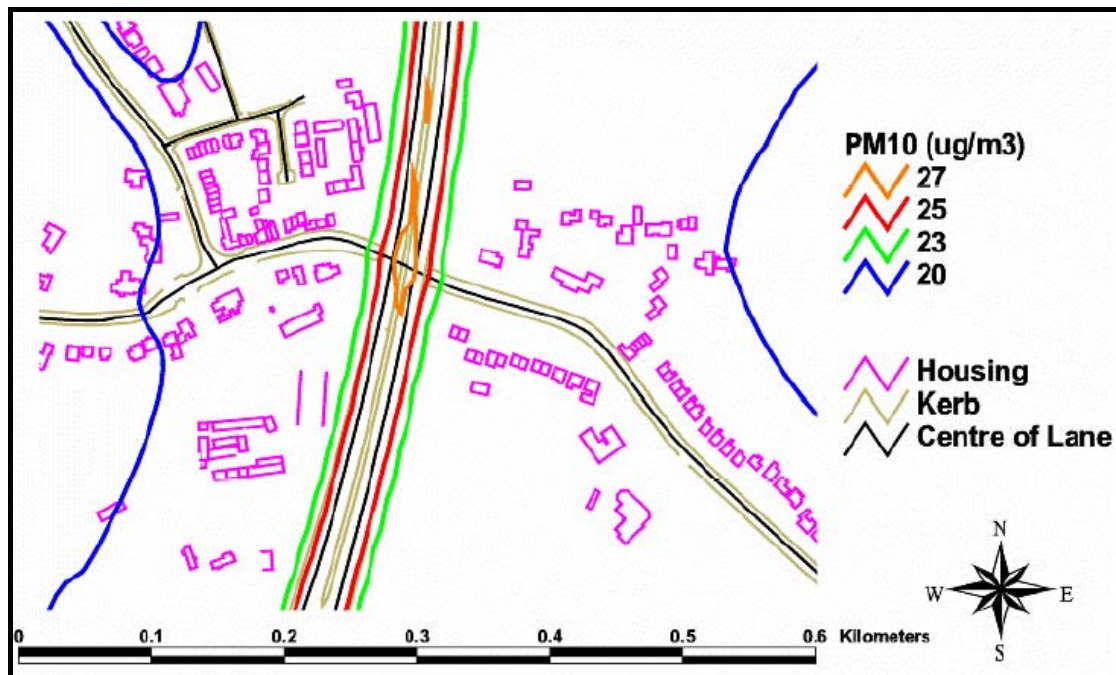 PM10 (ug/m3)
27
25
23
20
Housing
Kerb
Centre of Lane
N
W E
S
0 0.1 0.2 0.3 0.4 0.5 0.6 Kilometers